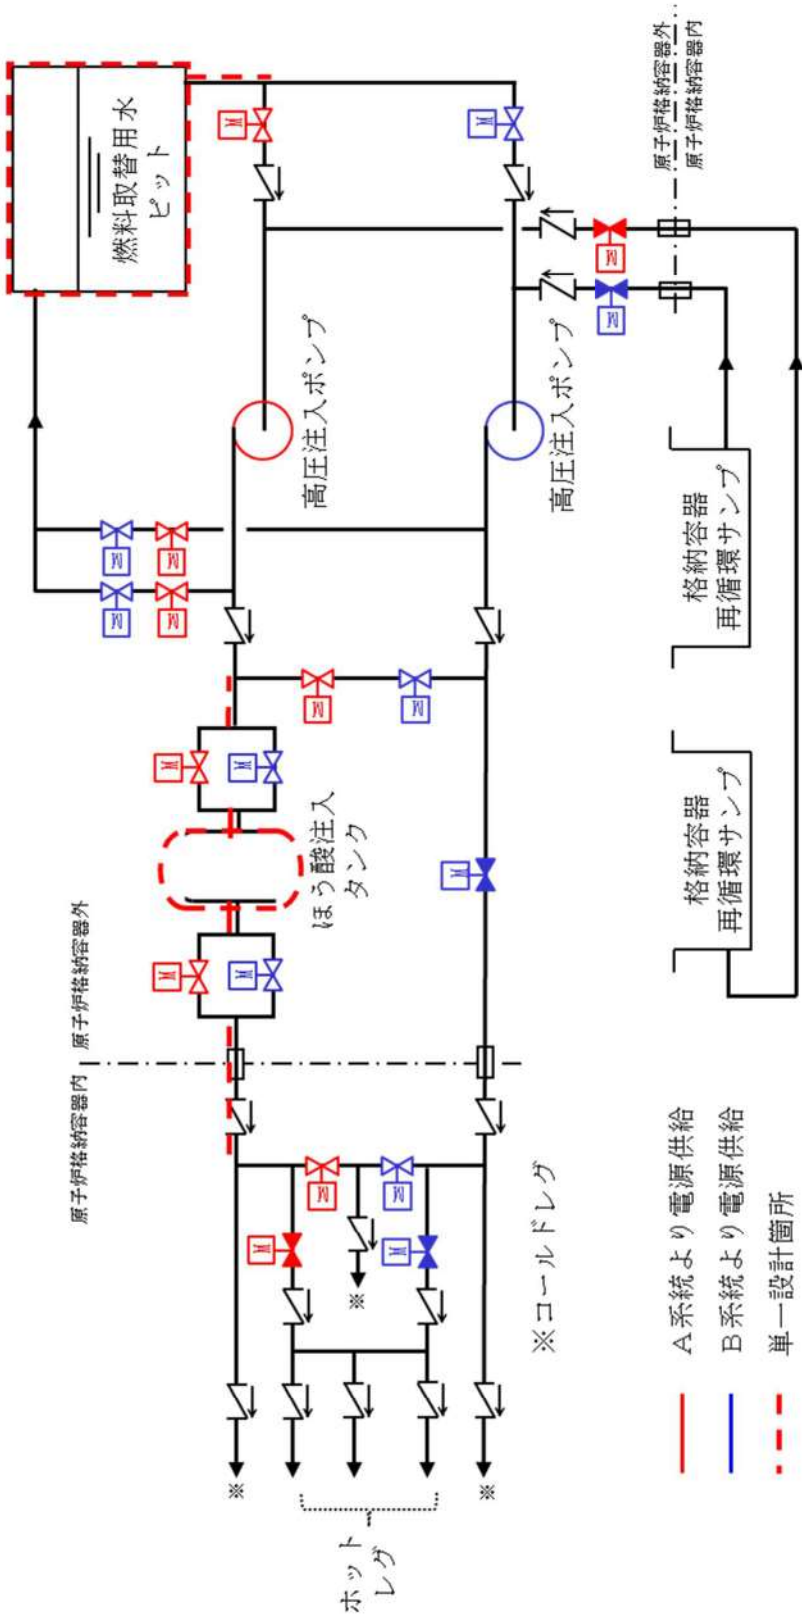 燃料取替用水
ピット
原子炉格納容器外
原子炉格納容器内
M
M
M
M
高圧注入ポンプ
高圧注入ポンプ
M
M
M
M
M
M
格納容器
再循環サンプ
M
M
ほう酸注入
タンク
M
格納容器
再循環サンプ
M
M
原子炉格納容器外
原子炉格納容器内
M
M
M
M
※
※
※
ホット
レグ
※コールドレグ
A系統より電源供給
B系統より電源供給
単一設計箇所